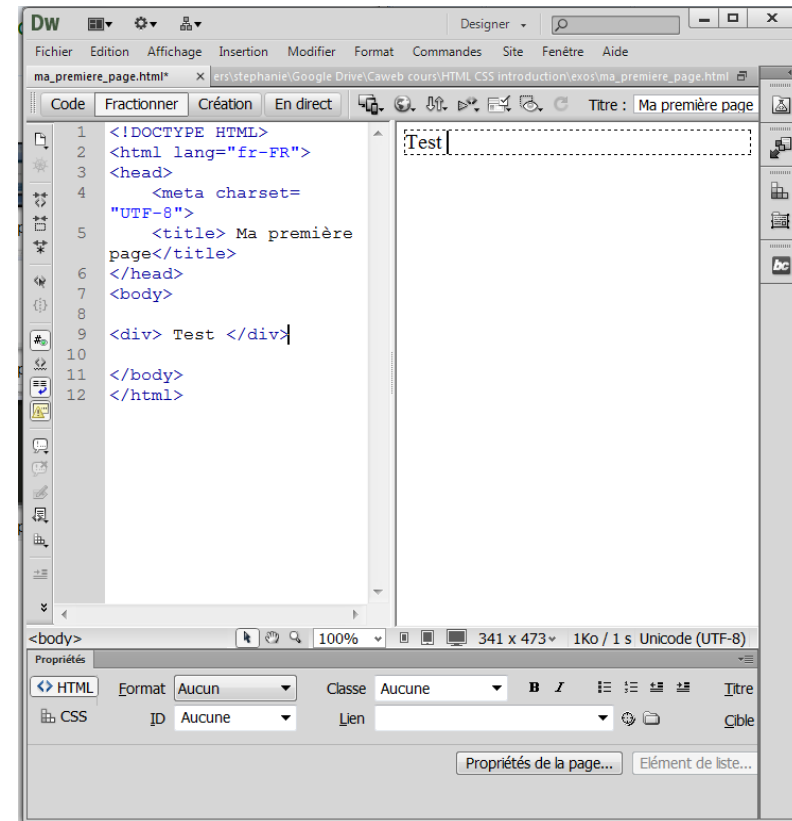 DW Designer
Fichier Edition Affichage Insertion Modifier Format Commandes Site Fenêtre Aide
ma_premiere_page.html* × ers\stephanie\Google Drive\Caweb cours\HTML CSS introduction\exos\ma_premiere_page.html
Code Fractionner Création En direct Titre : Ma première page
1 <!DOCTYPE HTML>
2 <html lang="fr-FR">
3 <head>
4 <meta charset=
"UTF-8">
5 <title> Ma première
page</title>
6 </head>
7 <body>
8
9 <div> Test </div>
10
11 </body>
12 </html>
Test
bc
<body> 100% 341 x 473 1Ko / 1 s Unicode (UTF-8)
Propriétés
<> HTML Format Aucun Classe Aucune B I Titre
CSS ID Aucune Lien Cible
Propriétés de la page... Elément de liste...